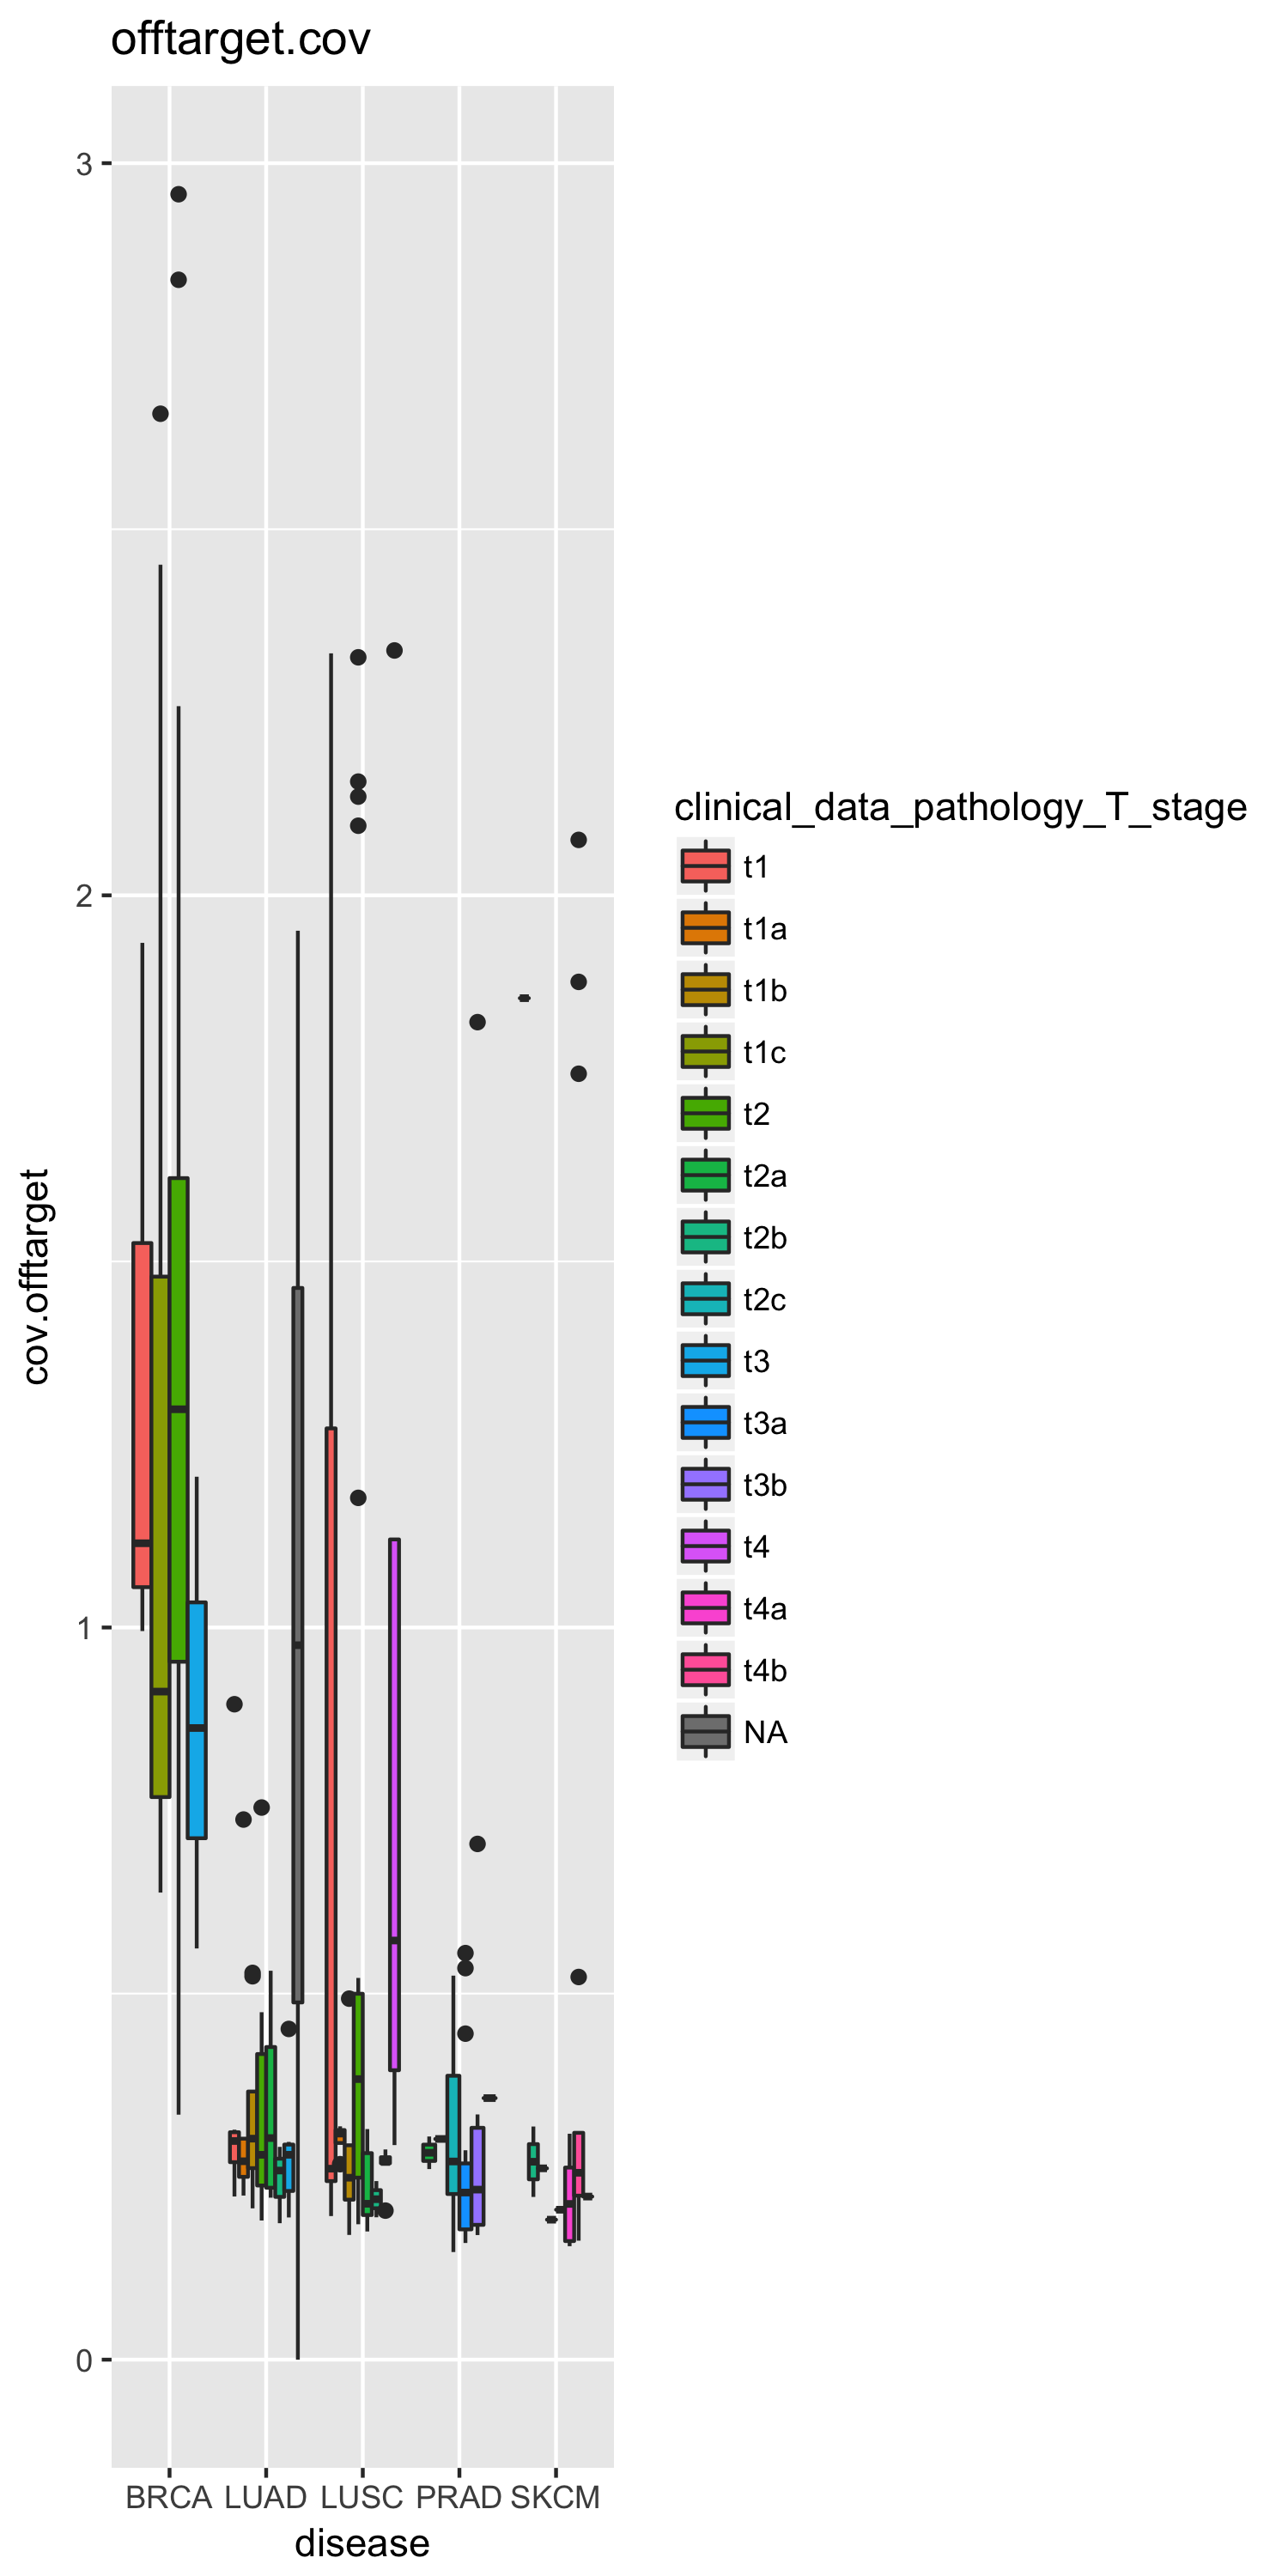 offtarget.cov
3
2
1
0
cov.offtarget
BRCA LUAD LUSC PRAD SKCM
disease
clinical_data_pathology_T_stage
t1
t1a
t1b
t1c
t2
t2a
t2b
t2c
t3
t3a
t3b
t4
t4a
t4b
NA